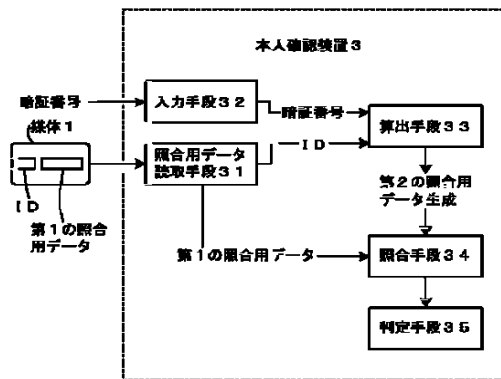 本人確認装置３
暗証番号
入力手段３２
暗証番号
算出手段３３
媒体１
照合用データ
読取手段３１
ＩＤ
ＩＤ
第１の照合
用データ
第２の照合用
データ生成
第１の照合用データ
照合手段３４
判定手段３５